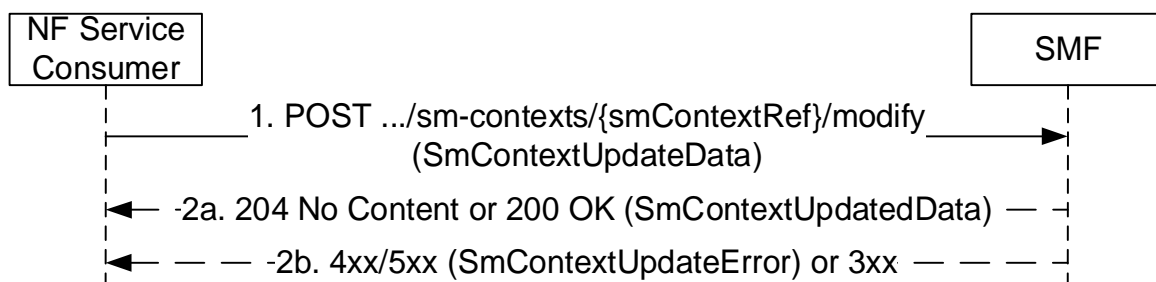 NF Service
Consumer
SMF
1. POST .../sm-contexts/{smContextRef}/modify
(SmContextUpdateData)
2a. 204 No Content or 200 OK (SmContextUpdatedData)
2b. 4xx/5xx (SmContextUpdateError) or 3xx